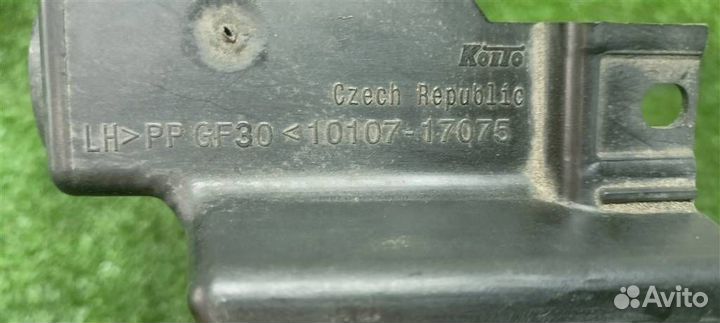 Koito
Czech Republic
LH>PP GF30<10107-17075
Avito